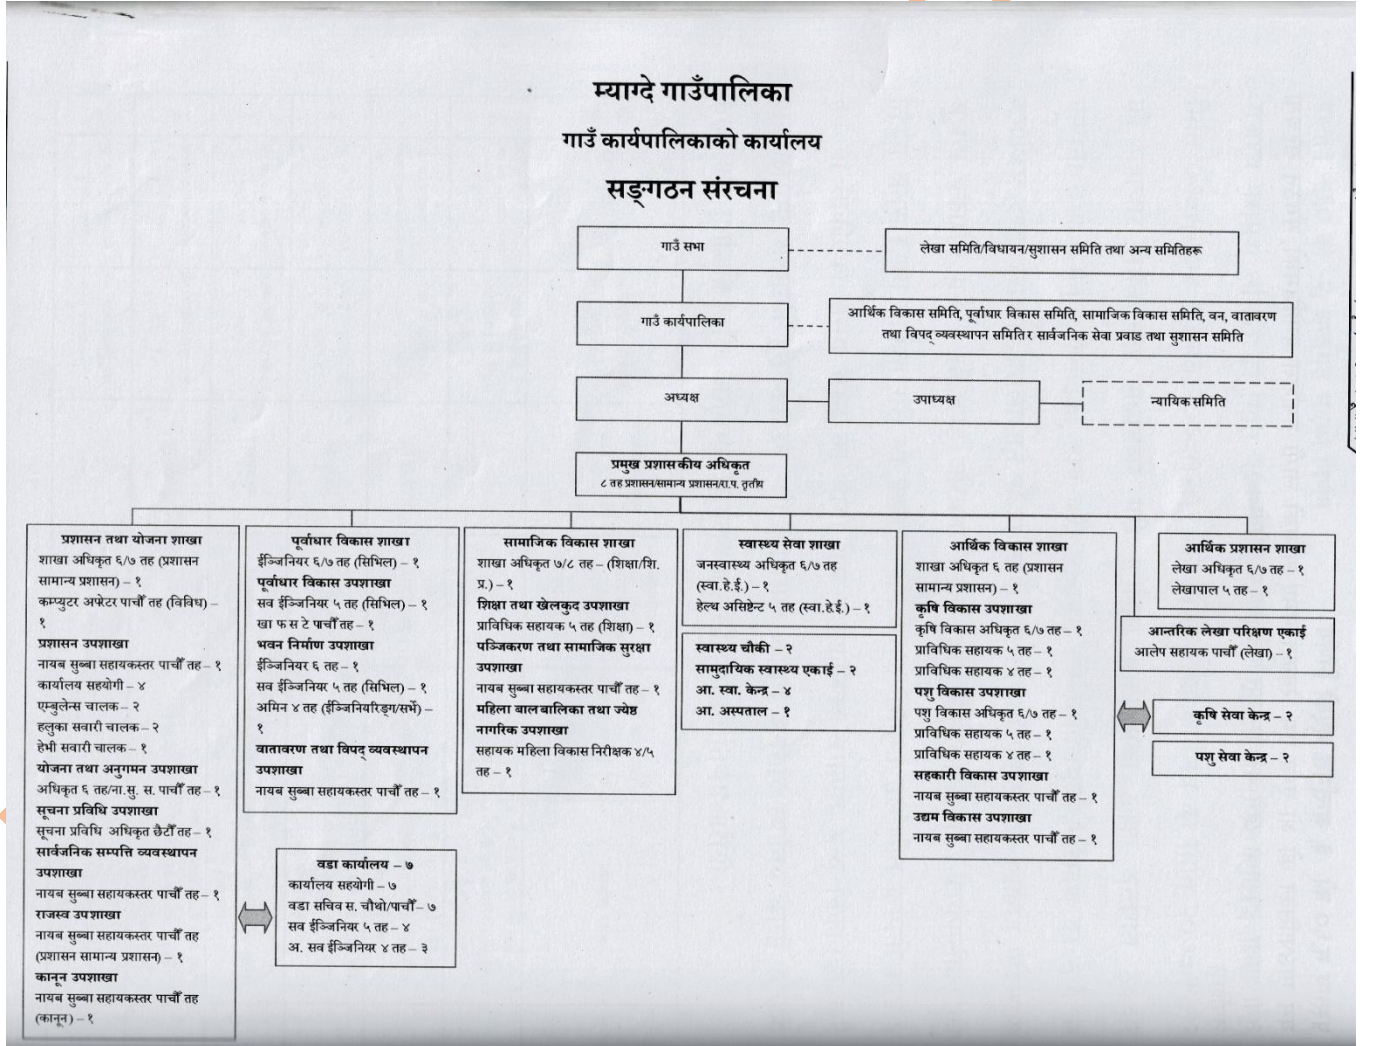 म्याग्दे गाउँपालिका
गाउँ कार्यपालिकाको कार्यालय
सङ्गठन संरचना
गाउँ सभा
लेखा समिति/विधायन/सुशासन समिति तथा अन्य समितिहरू
गाउँ कार्यपालिका
आर्थिक विकास समिति, पूर्वाधार विकास समिति, सामाजिक विकास समिति, वन, वातावरण
तथा विपद् व्यवस्थापन समिति र सार्वजनिक सेवा प्रवाड तथा सुशासन समिति
अध्यक्ष
उपाध्यक्ष
न्यायिक समिति
प्रमुख प्रशासकीय अधिकृत
८ तह प्रशासन/सामान्य प्रशासन/रा.प. तृतीय
प्रशासन तथा योजना शाखा
शाखा अधिकृत ६/७ तह (प्रशासन
सामान्य प्रशासन) – १
कम्प्युटर अपरेटर पाचौँ तह (विविध) –
१
प्रशासन उपशाखा
नायब सुब्बा सहायकस्तर पाचौँ तह – १
कार्यालय सहयोगी – ४
एम्बुलेन्स चालक – २
हलुका सवारी चालक – २
हेभी सवारी चालक – १
योजना तथा अनुगमन उपशाखा
अधिकृत ६ तह/ना.सु. स. पाचौँ तह – १
सूचना प्रविधि उपशाखा
सूचना प्रविधि अधिकृत छैटौँ तह – १
सार्वजनिक सम्पत्ति व्यवस्थापन
उपशाखा
नायब सुब्बा सहायकस्तर पाचौँ तह – १
राजस्व उपशाखा
नायब सुब्बा सहायकस्तर पाचौँ तह
(प्रशासन सामान्य प्रशासन) – १
कानून उपशाखा
नायब सुब्बा सहायकस्तर पाचौँ तह
(कानून) – १
पूर्वाधार विकास शाखा
ईञ्जिनियर ६/७ तह (सिभिल) – १
पूर्वाधार विकास उपशाखा
सव ईञ्जिनियर ५ तह (सिभिल) – १
खा फ स टे पाचौँ तह – १
भवन निर्माण उपशाखा
ईञ्जिनियर ६ तह – १
सव ईञ्जिनियर ५ तह (सिभिल) – १
अमिन ४ तह (ईञ्जिनियरिङ्ग/सर्भे) –
१
वातावरण तथा विपद् व्यवस्थापन
उपशाखा
नायब सुब्बा सहायकस्तर पाचौँ तह – १
वडा कार्यालय – ७
कार्यालय सहयोगी – ७
वडा सचिव स. चौथो/पाचौँ – ७
सव ईञ्जिनियर ५ तह – ४
अ. सव ईञ्जिनियर ४ तह – ३
सामाजिक विकास शाखा
शाखा अधिकृत ७/८ तह – (शिक्षा/शि.
प्र.) – १
शिक्षा तथा खेलकुद उपशाखा
प्राविधिक सहायक ५ तह (शिक्षा) – १
पञ्जिकरण तथा सामाजिक सुरक्षा
उपशाखा
नायब सुब्बा सहायकस्तर पाचौँ तह – १
महिला बालबालिका तथा ज्येष्ठ
नागरिक उपशाखा
सहायक महिला विकास निरीक्षक ४/५
तह – १
स्वास्थ्य सेवा शाखा
जनस्वास्थ्य अधिकृत ६/७ तह
(स्वा.हे.ई.) – १
हेल्थ असिष्टेन्ट ५ तह (स्वा.हे.ई.) – १
स्वास्थ्य चौकी – २
सामुदायिक स्वास्थ्य एकाई – २
आ. स्वा. केन्द्र – ४
आ. अस्पताल – १
आर्थिक विकास शाखा
शाखा अधिकृत ६ तह (प्रशासन
सामान्य प्रशासन) – १
कृषि विकास उपशाखा
कृषि विकास अधिकृत ६/७ तह – १
प्राविधिक सहायक ५ तह – १
प्राविधिक सहायक ४ तह – १
पशु विकास उपशाखा
पशु विकास अधिकृत ६/७ तह – १
प्राविधिक सहायक ५ तह – १
प्राविधिक सहायक ४ तह – १
सहकारी विकास उपशाखा
नायब सुब्बा सहायकस्तर पाचौँ तह – १
उद्यम विकास उपशाखा
नायब सुब्बा सहायकस्तर पाचौँ तह – १
आर्थिक प्रशासन शाखा
लेखा अधिकृत ६/७ तह – १
लेखापाल ५ तह – १
आन्तरिक लेखा परिक्षण एकाई
आलेप सहायक पाचौँ (लेखा) – १
कृषि सेवा केन्द्र – २
पशु सेवा केन्द्र – २